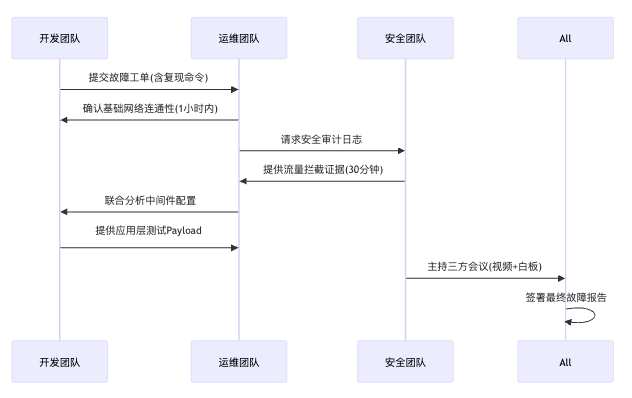 开发团队
运维团队
安全团队
All
提交故障工单(含复现命令)
确认基础网络连通性(1小时内)
请求安全审计日志
提供流量拦截证据(30分钟)
联合分析中间件配置
提供应用层测试Payload
主持三方会议(视频+白板)
签署最终故障报告
开发团队
运维团队
安全团队
All